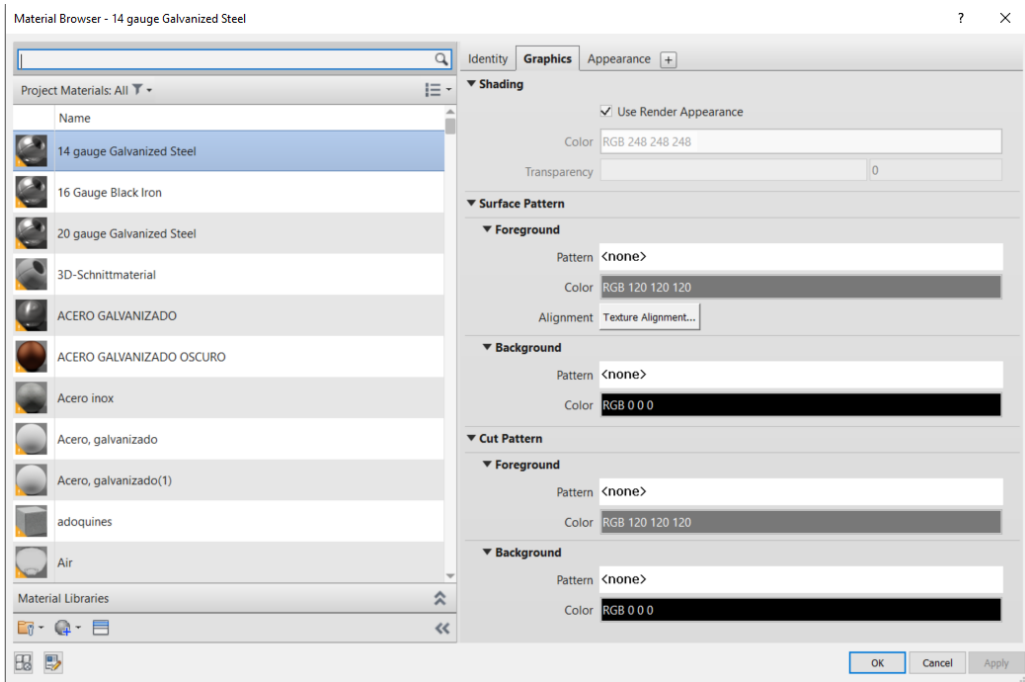 Material Browser - 14 gauge Galvanized Steel
?
Project Materials: All
Name
14 gauge Galvanized Steel
16 Gauge Black Iron
20 gauge Galvanized Steel
3D-Schnittmaterial
ACERO GALVANIZADO
ACERO GALVANIZADO OSCURO
Acero inox
Acero, galvanizado
Acero, galvanizado(1)
adoquines
Air
Material Libraries
Identity Graphics Appearance +
Shading
Use Render Appearance
Color RGB 248 248 248
Transparency 0
Surface Pattern
Foreground
Pattern <none>
Color RGB 120 120 120
Alignment Texture Alignment...
Background
Pattern <none>
Color RGB 0 0 0
Cut Pattern
Foreground
Pattern <none>
Color RGB 120 120 120
Background
Pattern <none>
Color RGB 0 0 0
OK Cancel Apply